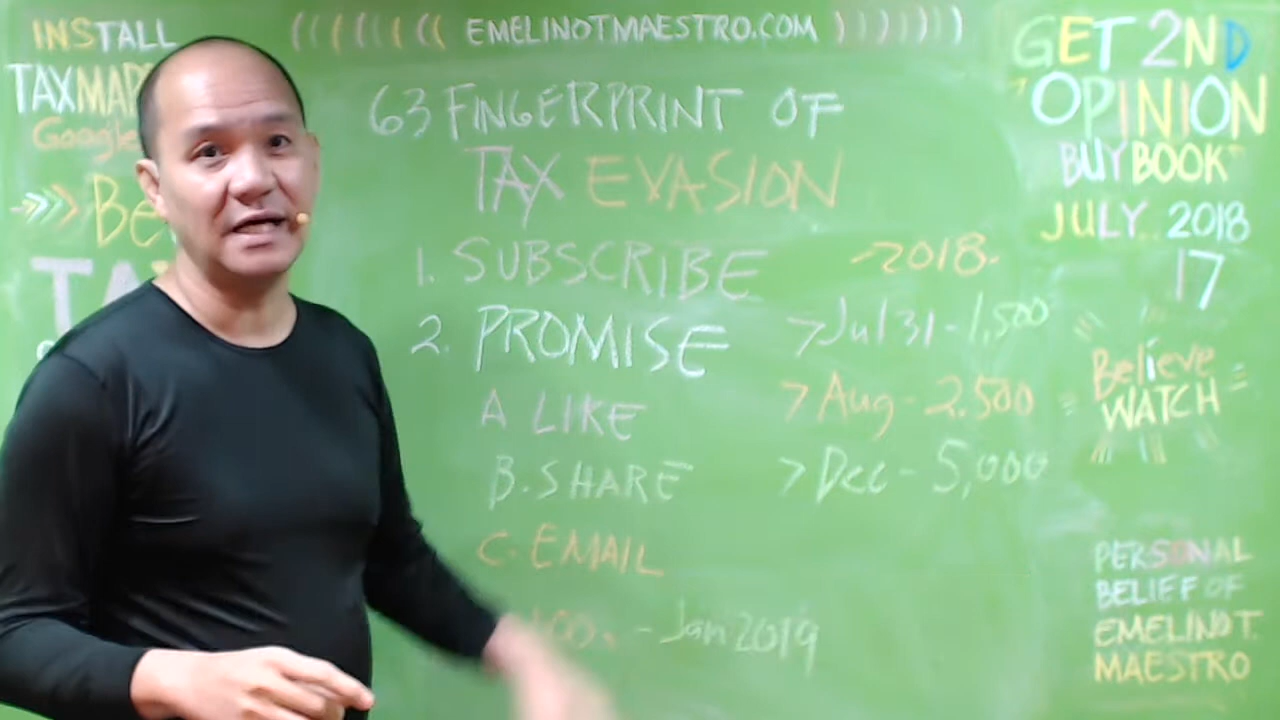 INSTALL
TAXMAP
Google
>>> Be
TA
((((((( EMELINOTMAESTRO.COM )))))))
63 FINGERPRINT OF
TAX EVASION
1. SUBSCRIBE
2. PROMISE
A LIKE
B. SHARE
C. EMAIL
- Jan 2019
-2018-
>Jul 31 - 1,500
>Aug - 2.500
>Dec - 5,000
GET 2ND
"OPINION
BUY BOOK"
JULY 2018
17
Believe
WATCH
PERSONAL
BELIEF OF
EMELINO T.
MAESTRO